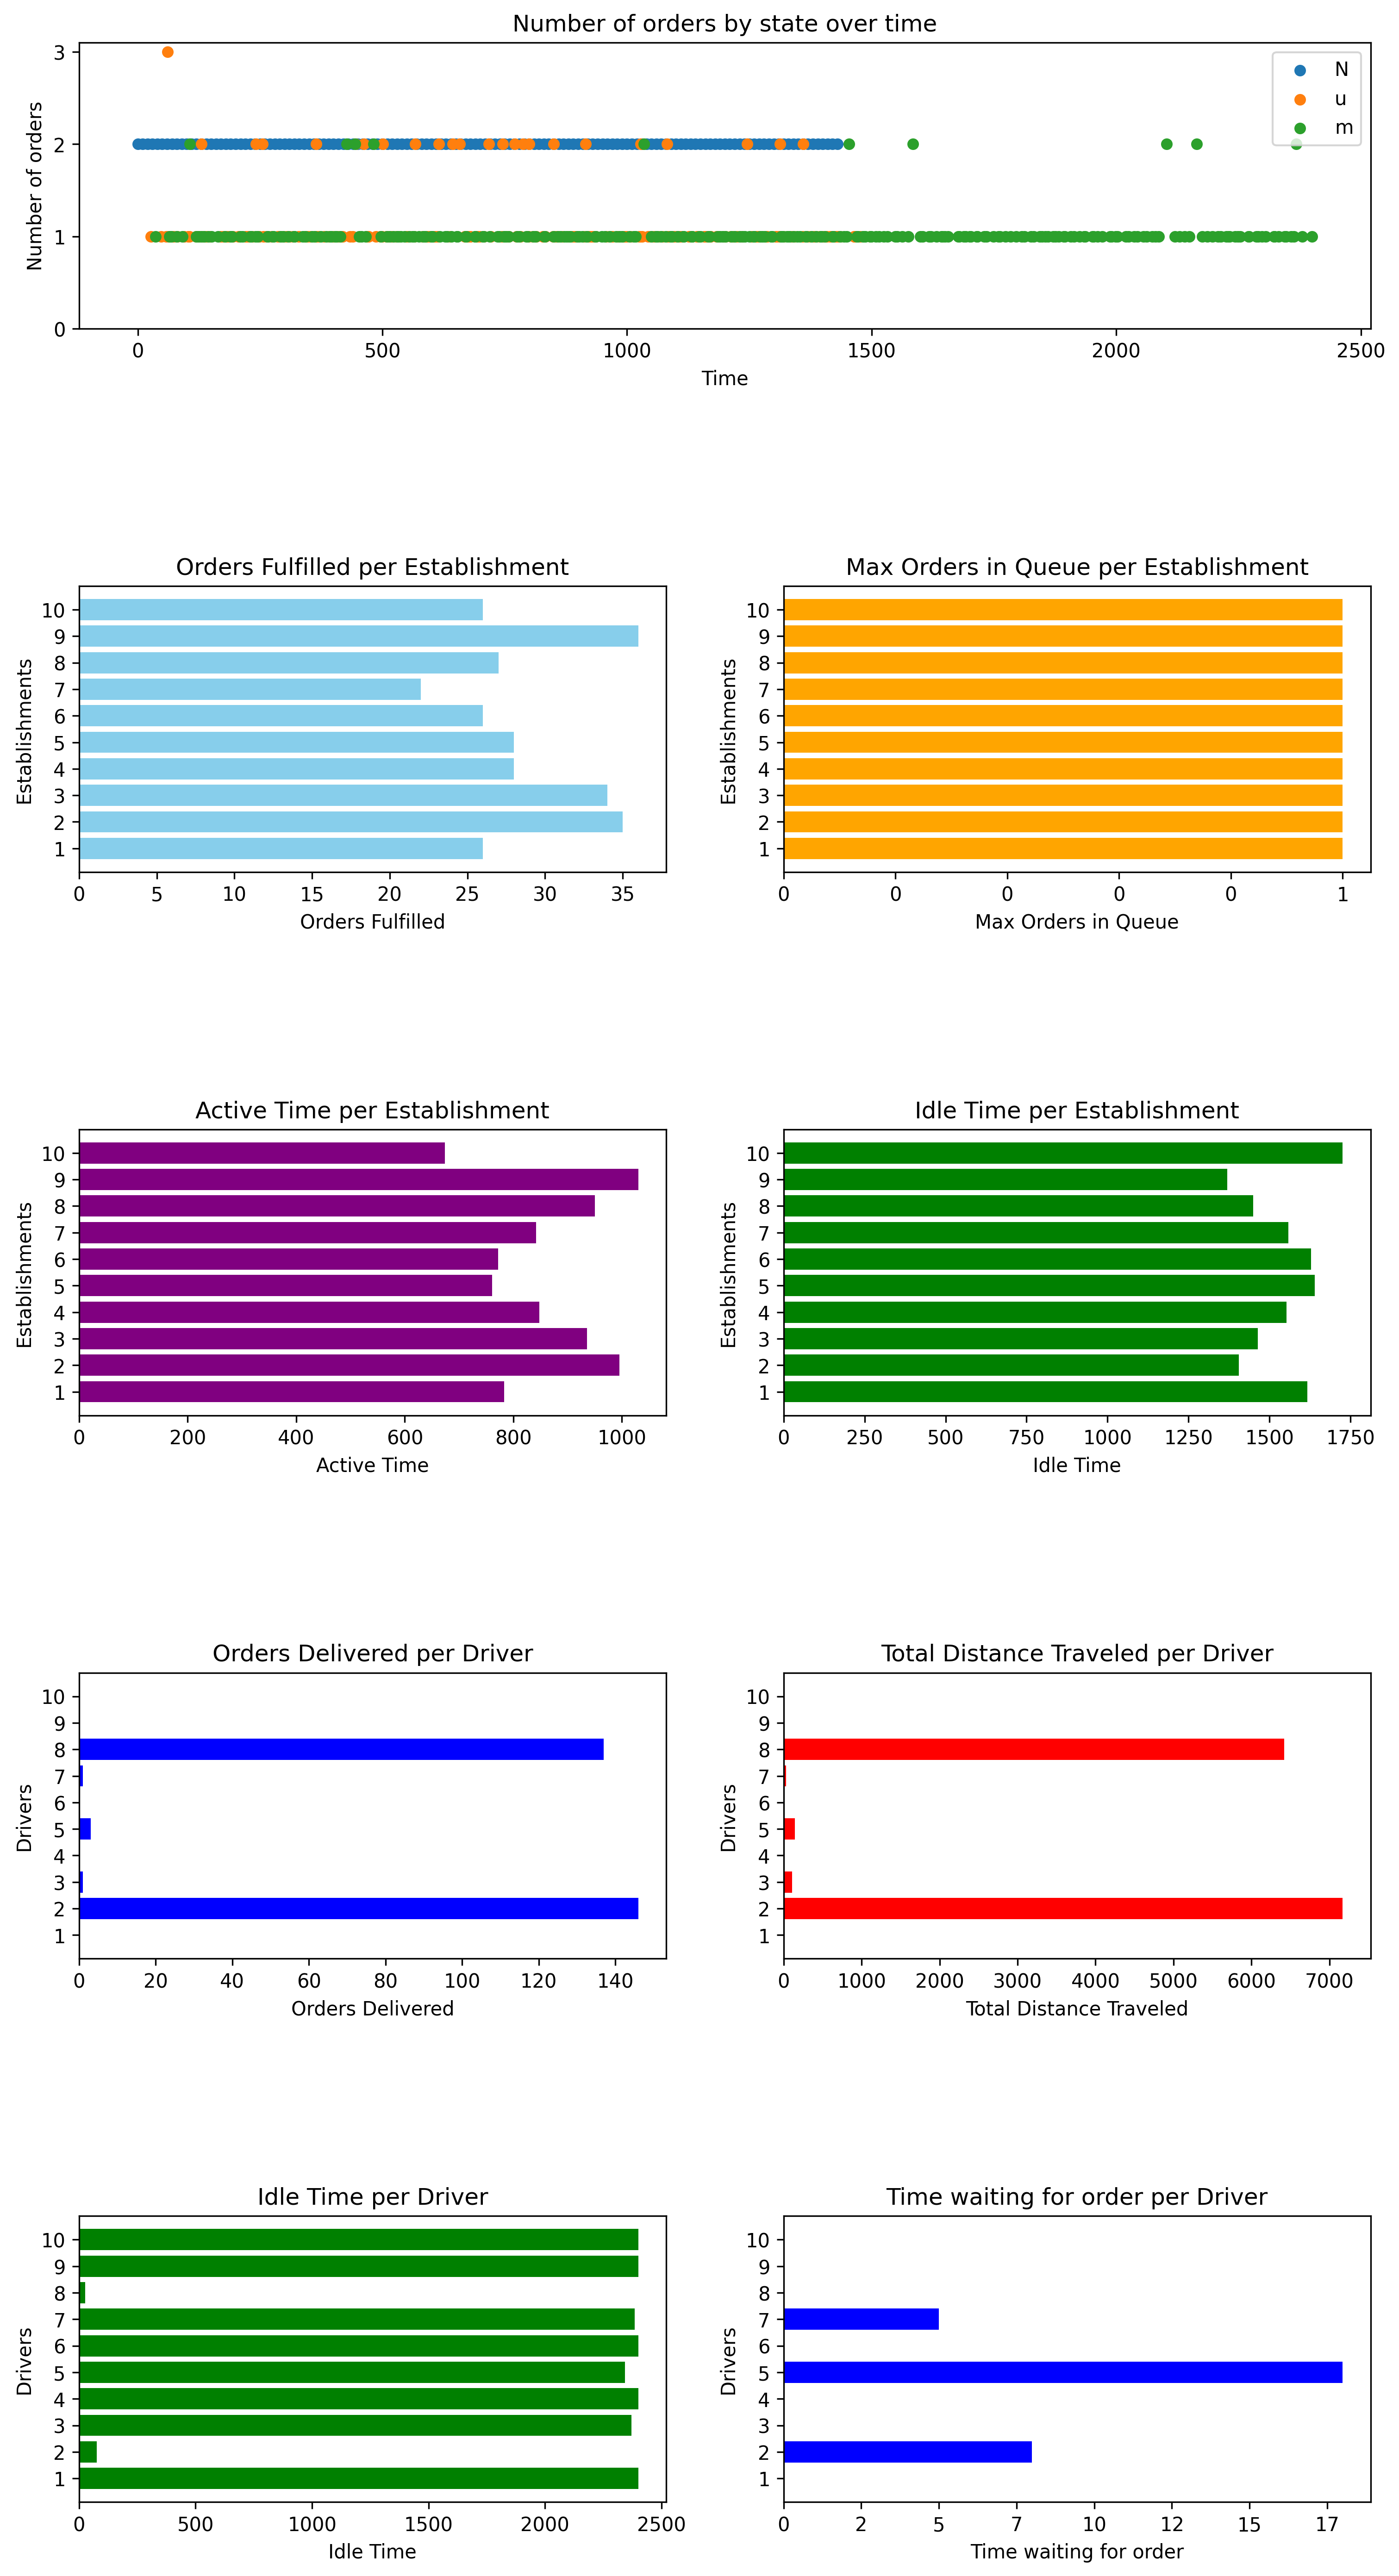 Number of orders by state over time
Number of orders
3
2
1
0
N
u
m
0 500 1000 1500 2000 2500
Time
Orders Fulfilled per Establishment
Establishments
10
9
8
7
6
5
4
3
2
1
0 5 10 15 20 25 30 35
Orders Fulfilled
Max Orders in Queue per Establishment
Establishments
10
9
8
7
6
5
4
3
2
1
0 0 0 0 0 1
Max Orders in Queue
Active Time per Establishment
Establishments
10
9
8
7
6
5
4
3
2
1
0 200 400 600 800 1000
Active Time
Idle Time per Establishment
Establishments
10
9
8
7
6
5
4
3
2
1
0 250 500 750 1000 1250 1500 1750
Idle Time
Orders Delivered per Driver
Drivers
10
9
8
7
6
5
4
3
2
1
0 20 40 60 80 100 120 140
Orders Delivered
Total Distance Traveled per Driver
Drivers
10
9
8
7
6
5
4
3
2
1
0 1000 2000 3000 4000 5000 6000 7000
Total Distance Traveled
Idle Time per Driver
Drivers
10
9
8
7
6
5
4
3
2
1
0 500 1000 1500 2000 2500
Idle Time
Time waiting for order per Driver
Drivers
10
9
8
7
6
5
4
3
2
1
0 2 5 7 10 12 15 17
Time waiting for order